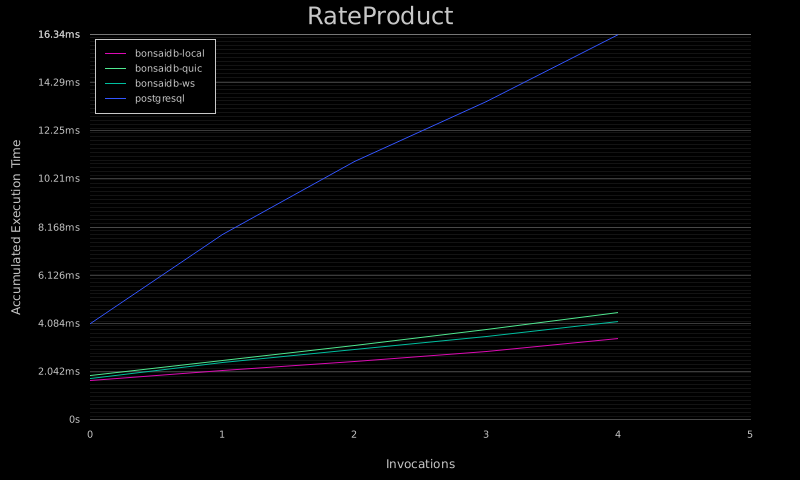 RateProduct
16.34ms
14.29ms
12.25ms
10.21ms
8.168ms
6.126ms
4.084ms
2.042ms
0s
bonsaidb-local
bonsaidb-quic
bonsaidb-ws
postgresql
Accumulated Execution Time
0 1 2 3 4 5
Invocations